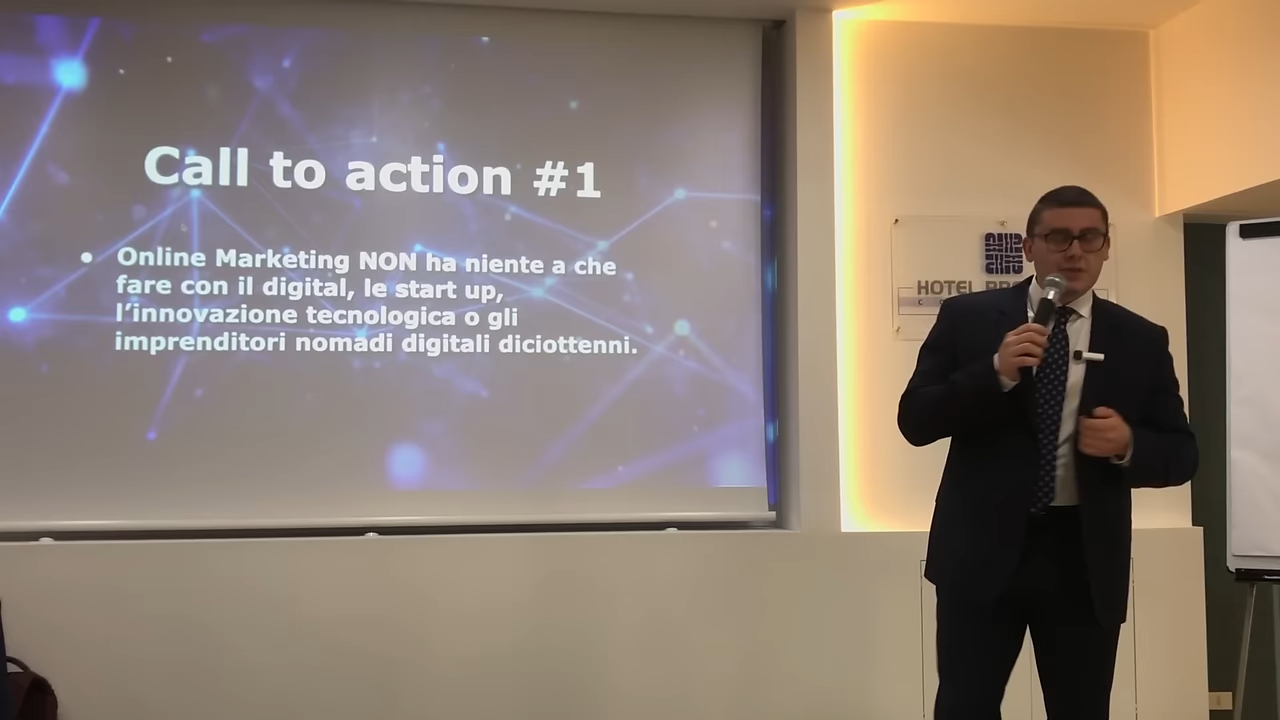 Call to action #1
• Online Marketing NON ha niente a che
fare con il digital, le start up,
l’innovazione tecnologica o gli
imprenditori nomadi digitali diciottenni.
HOTEL